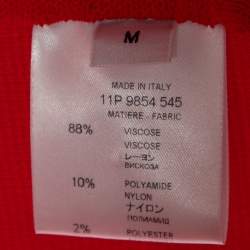 M
MADE IN ITALY
11P 9854 545
MATIERE - FABRIC
88% VISCOSE
VISCOSE
レーヨン
ВИСКОЗА
10% POLYAMIDE
NYLON
ナイロン
ПОЛИАМИД
2% POLYESTER